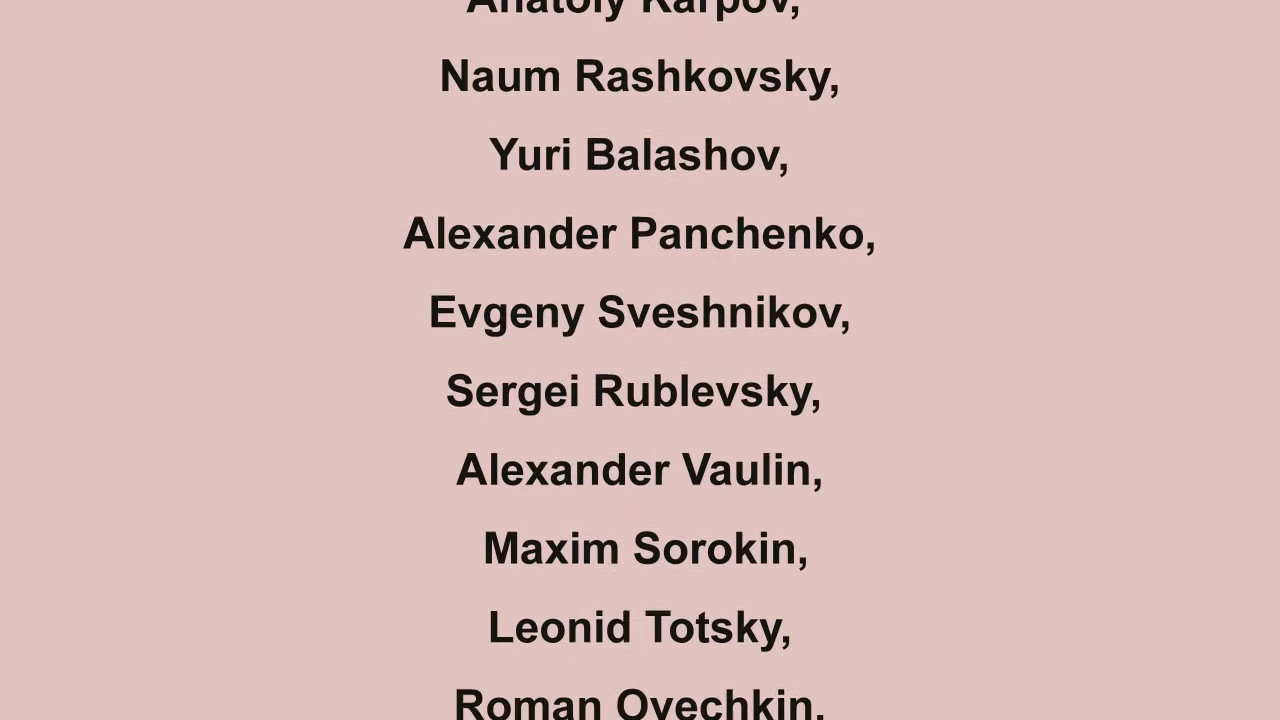 Anatoly Karpov,
Naum Rashkovsky,
Yuri Balashov,
Alexander Panchenko,
Evgeny Sveshnikov,
Sergei Rublevsky,
Alexander Vaulin,
Maxim Sorokin,
Leonid Totsky,
Roman Ovechkin,